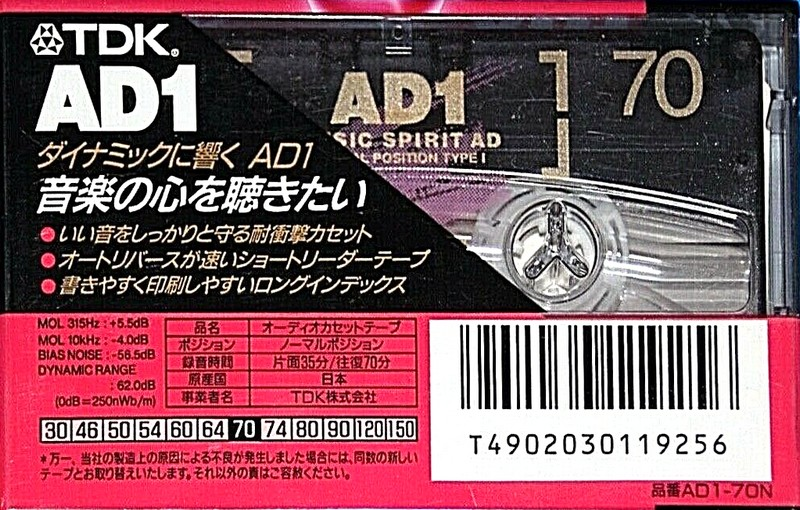 TDK®
AD1
ダイナミックに響く AD1
音楽の心を聴きたい
●いい音をしっかりと守る耐衝撃カセット
●オートリバースが速いショートリーダーテープ
●書きやすく印刷しやすいロングインデックス
AD1
70
SIC SPIRIT AD
POSITION TYPE I
MOL 315Hz : +5.5dB
MOL 10kHz : -4.0dB
BIAS NOISE : -56.5dB
DYNAMIC RANGE
: 62.0dB
(0dB=250nWb/m)
品名 オーディオカセットテープ
ポジション ノーマルポジション
録音時間 片面35分/往復70分
原産国 日本
事業者名 TDK株式会社
30 46 50 54 60 64 70 74 80 90 120 150
*万一、当社の製造上の原因による不良が発生しました場合には、同数の新しい
テープとお取り替えいたします。それ以外の責はご容赦ください。
T4902030119256
品番AD1-70N